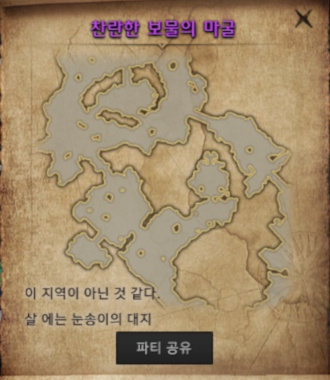 찬란한 보물의 마굴
이 지역이 아닌 것 같다.
살 에는 눈송이의 대지
파티 공유